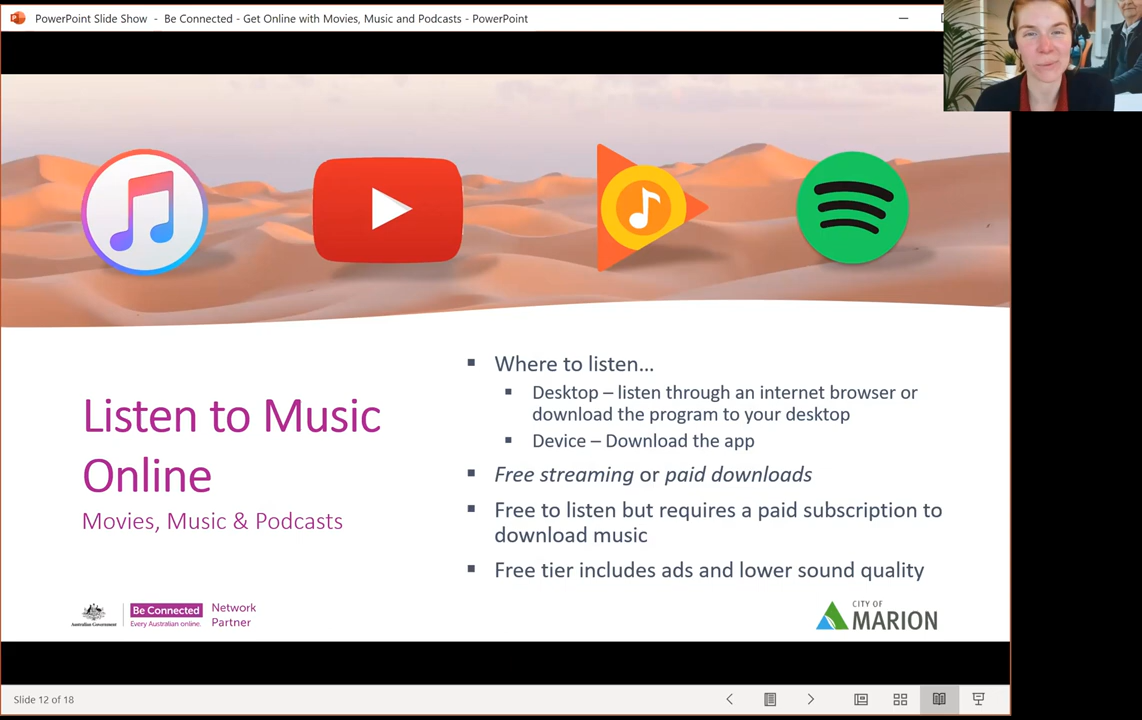 PowerPoint Slide Show - Be Connected - Get Online with Movies, Music and Podcasts - PowerPoint
Listen to Music
Online
Movies, Music & Podcasts
Where to listen...
Desktop – listen through an internet browser or
download the program to your desktop
Device – Download the app
Free streaming or paid downloads
Free to listen but requires a paid subscription to
download music
Free tier includes ads and lower sound quality
Australian Government
Be Connected
Every Australian online.
Network
Partner
CITY OF
MARION
Slide 12 of 18